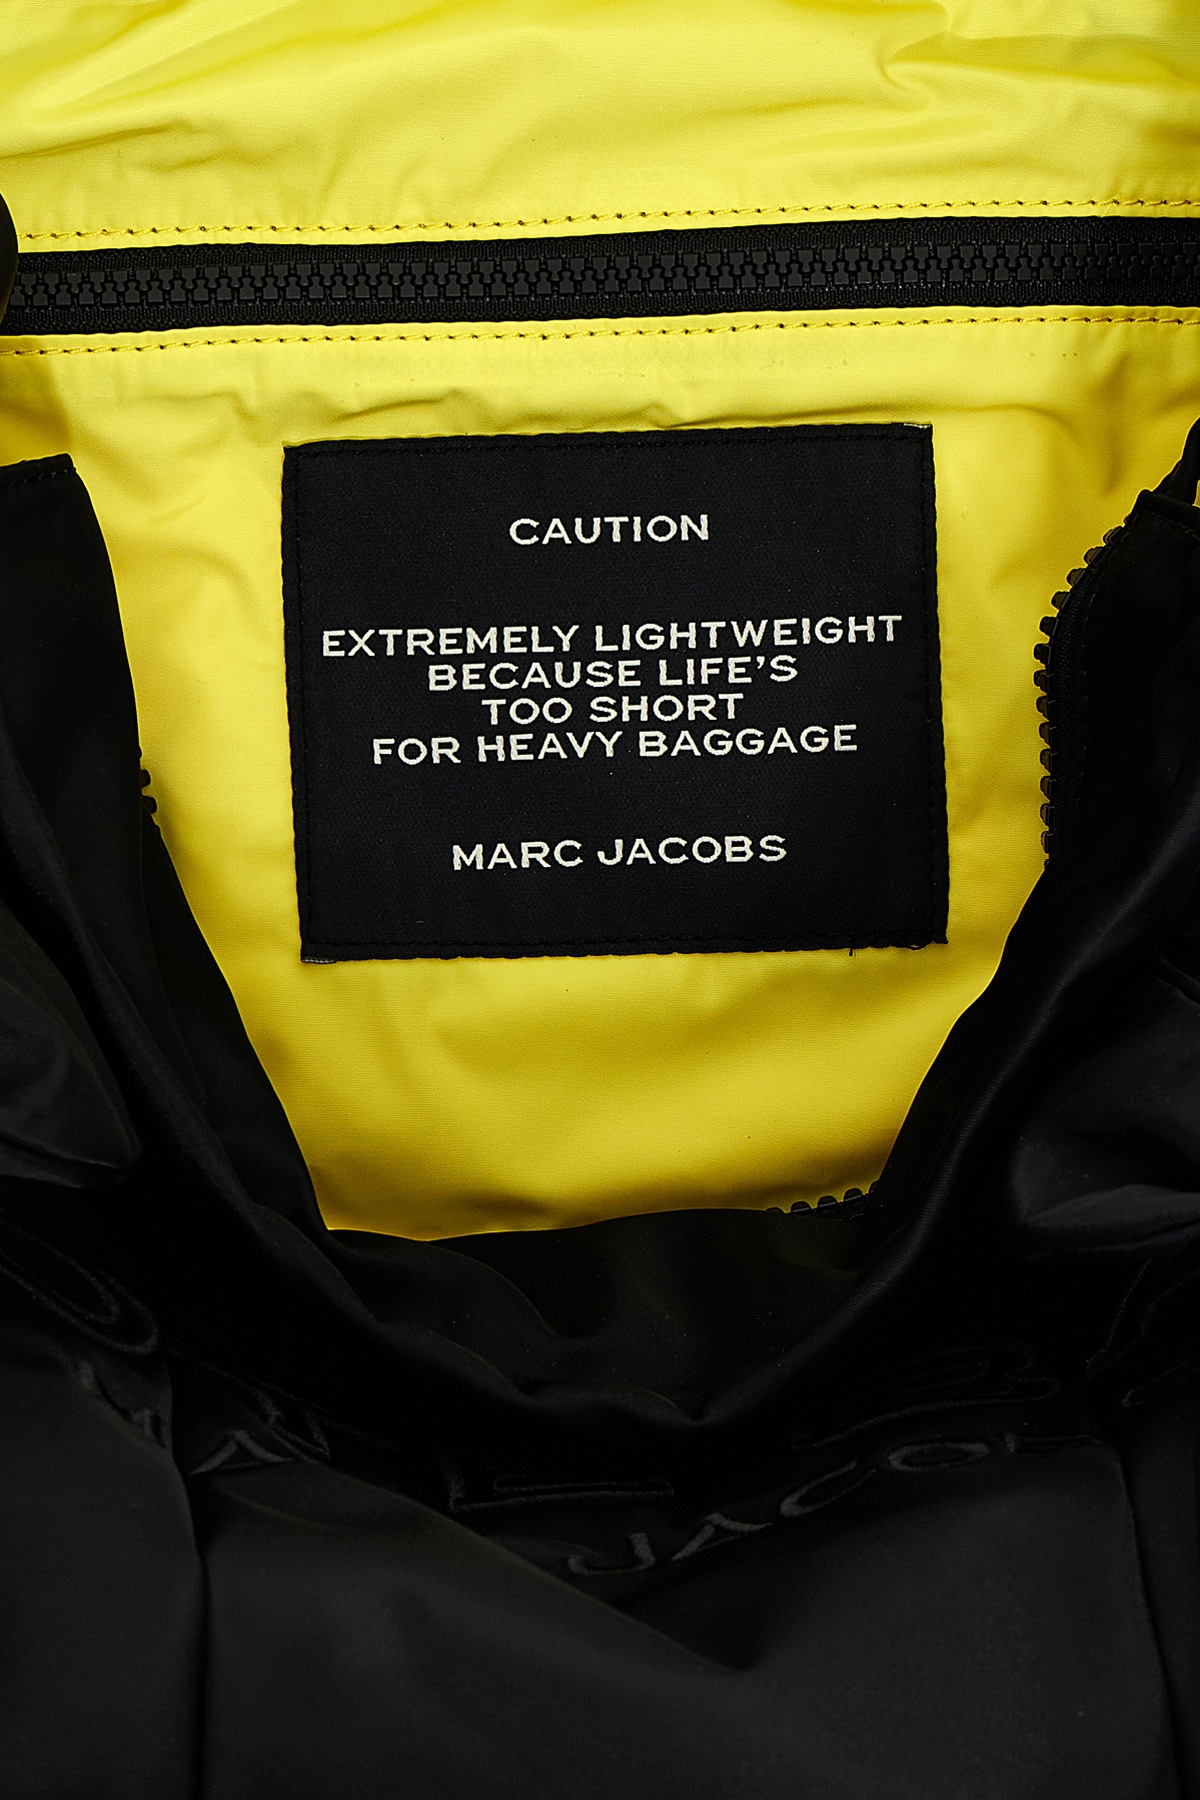 CAUTION
EXTREMELY LIGHTWEIGHT
BECAUSE LIFE’S
TOO SHORT
FOR HEAVY BAGGAGE
MARC JACOBS